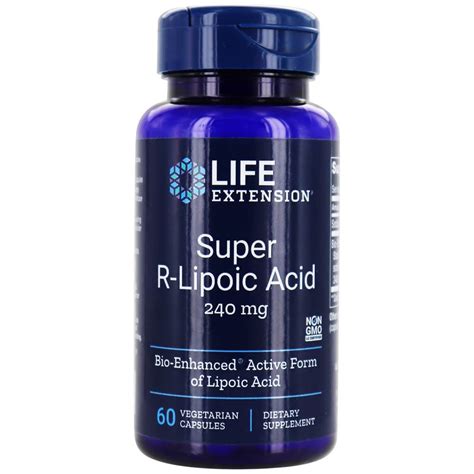 LIFE
EXTENSION®
Super
R-Lipoic Acid
240 mg
NON
GMO
Bio-Enhanced® Active Form
of Lipoic Acid
60 VEGETARIAN CAPSULES
DIETARY SUPPLEMENT